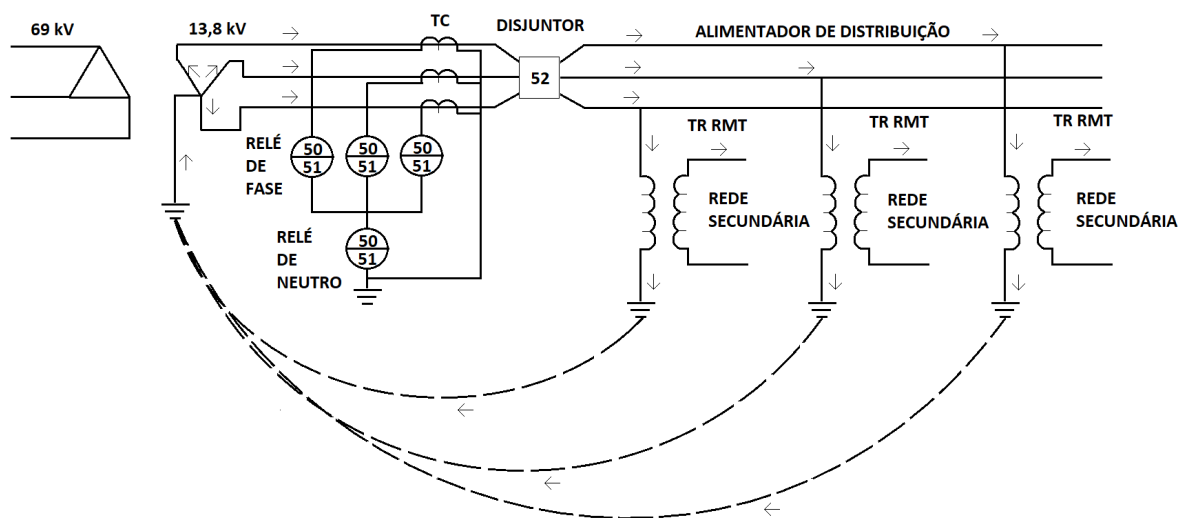 69 kV
13,8 kV
TC
DISJUNTOR
ALIMENTADOR DE DISTRIBUIÇÃO
52
RELÉ
DE
FASE
50
51
50
51
50
51
RELÉ
DE
NEUTRO
50
51
TR RMT
REDE
SECUNDÁRIA
TR RMT
REDE
SECUNDÁRIA
TR RMT
REDE
SECUNDÁRIA